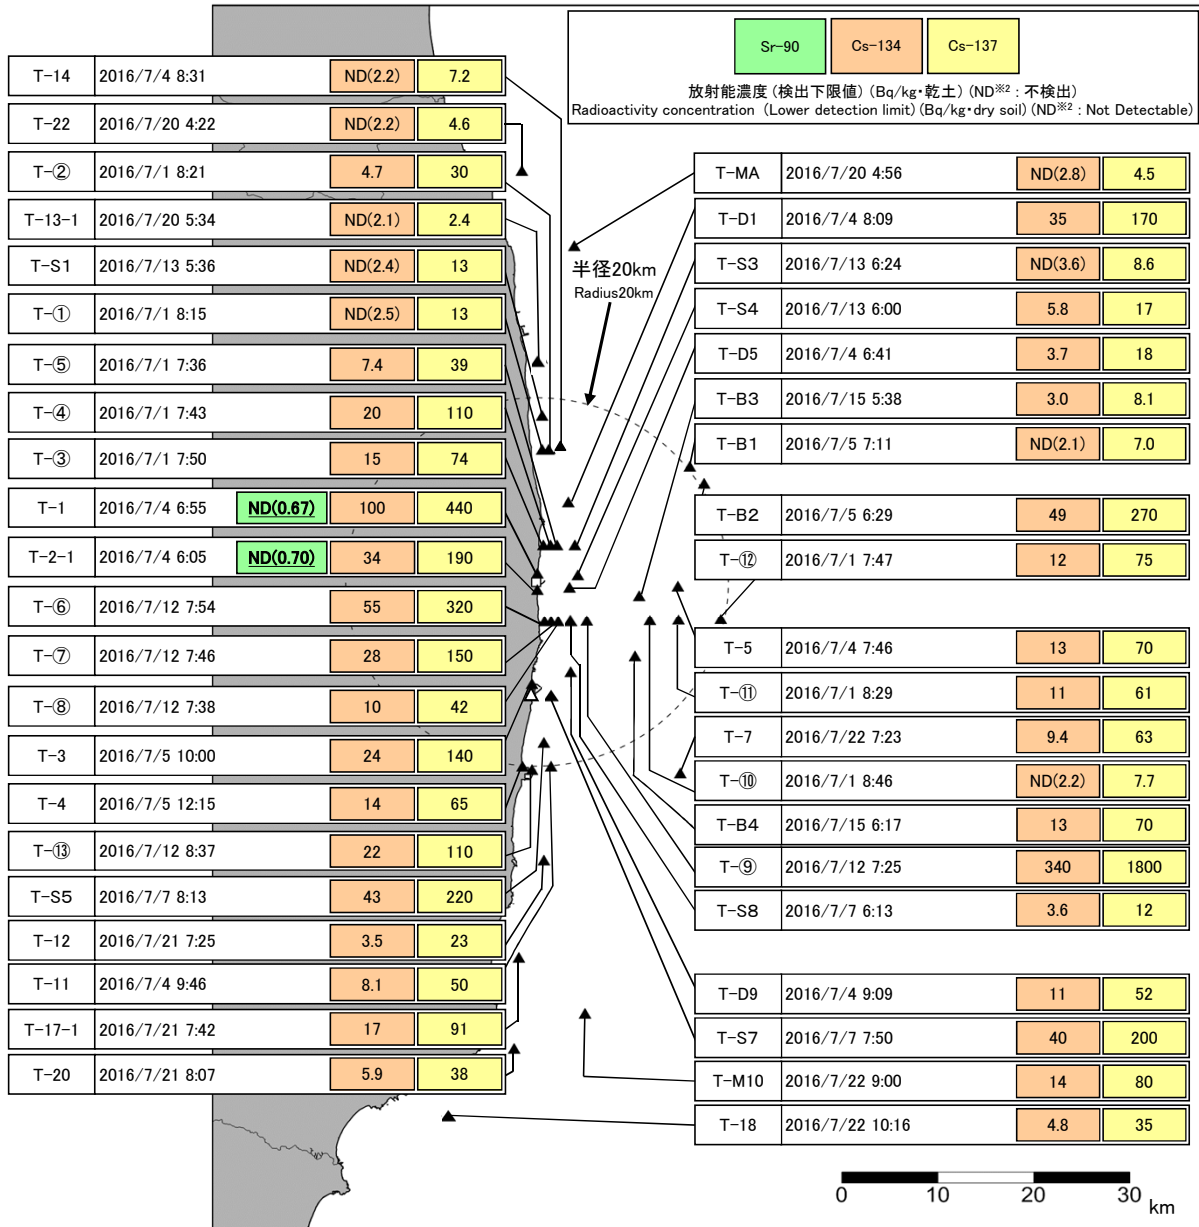 Sr-90 Cs-134 Cs-137
放射能濃度 (検出下限値) (Bq/kg・乾土) (ND※2 : 不検出)
Radioactivity concentration (Lower detection limit) (Bq/kg・dry soil) (ND※2 : Not Detectable)
T-14 2016/7/4 8:31 ND(2.2) 7.2
T-22 2016/7/20 4:22 ND(2.2) 4.6
T-② 2016/7/1 8:21 4.7 30
T-13-1 2016/7/20 5:34 ND(2.1) 2.4
T-S1 2016/7/13 5:36 ND(2.4) 13
T-① 2016/7/1 8:15 ND(2.5) 13
T-⑤ 2016/7/1 7:36 7.4 39
T-④ 2016/7/1 7:43 20 110
T-③ 2016/7/1 7:50 15 74
T-1 2016/7/4 6:55 ND(0.67) 100 440
T-2-1 2016/7/4 6:05 ND(0.70) 34 190
T-⑥ 2016/7/12 7:54 55 320
T-⑦ 2016/7/12 7:46 28 150
T-⑧ 2016/7/12 7:38 10 42
T-3 2016/7/5 10:00 24 140
T-4 2016/7/5 12:15 14 65
T-⑬ 2016/7/12 8:37 22 110
T-S5 2016/7/7 8:13 43 220
T-12 2016/7/21 7:25 3.5 23
T-11 2016/7/4 9:46 8.1 50
T-17-1 2016/7/21 7:42 17 91
T-20 2016/7/21 8:07 5.9 38
半径20km
Radius20km
T-MA 2016/7/20 4:56 ND(2.8) 4.5
T-D1 2016/7/4 8:09 35 170
T-S3 2016/7/13 6:24 ND(3.6) 8.6
T-S4 2016/7/13 6:00 5.8 17
T-D5 2016/7/4 6:41 3.7 18
T-B3 2016/7/15 5:38 3.0 8.1
T-B1 2016/7/5 7:11 ND(2.1) 7.0
T-B2 2016/7/5 6:29 49 270
T-⑫ 2016/7/1 7:47 12 75
T-5 2016/7/4 7:46 13 70
T-⑪ 2016/7/1 8:29 11 61
T-7 2016/7/22 7:23 9.4 63
T-⑩ 2016/7/1 8:46 ND(2.2) 7.7
T-B4 2016/7/15 6:17 13 70
T-⑨ 2016/7/12 7:25 340 1800
T-S8 2016/7/7 6:13 3.6 12
T-D9 2016/7/4 9:09 11 52
T-S7 2016/7/7 7:50 40 200
T-M10 2016/7/22 9:00 14 80
T-18 2016/7/22 10:16 4.8 35
0 10 20 30 km